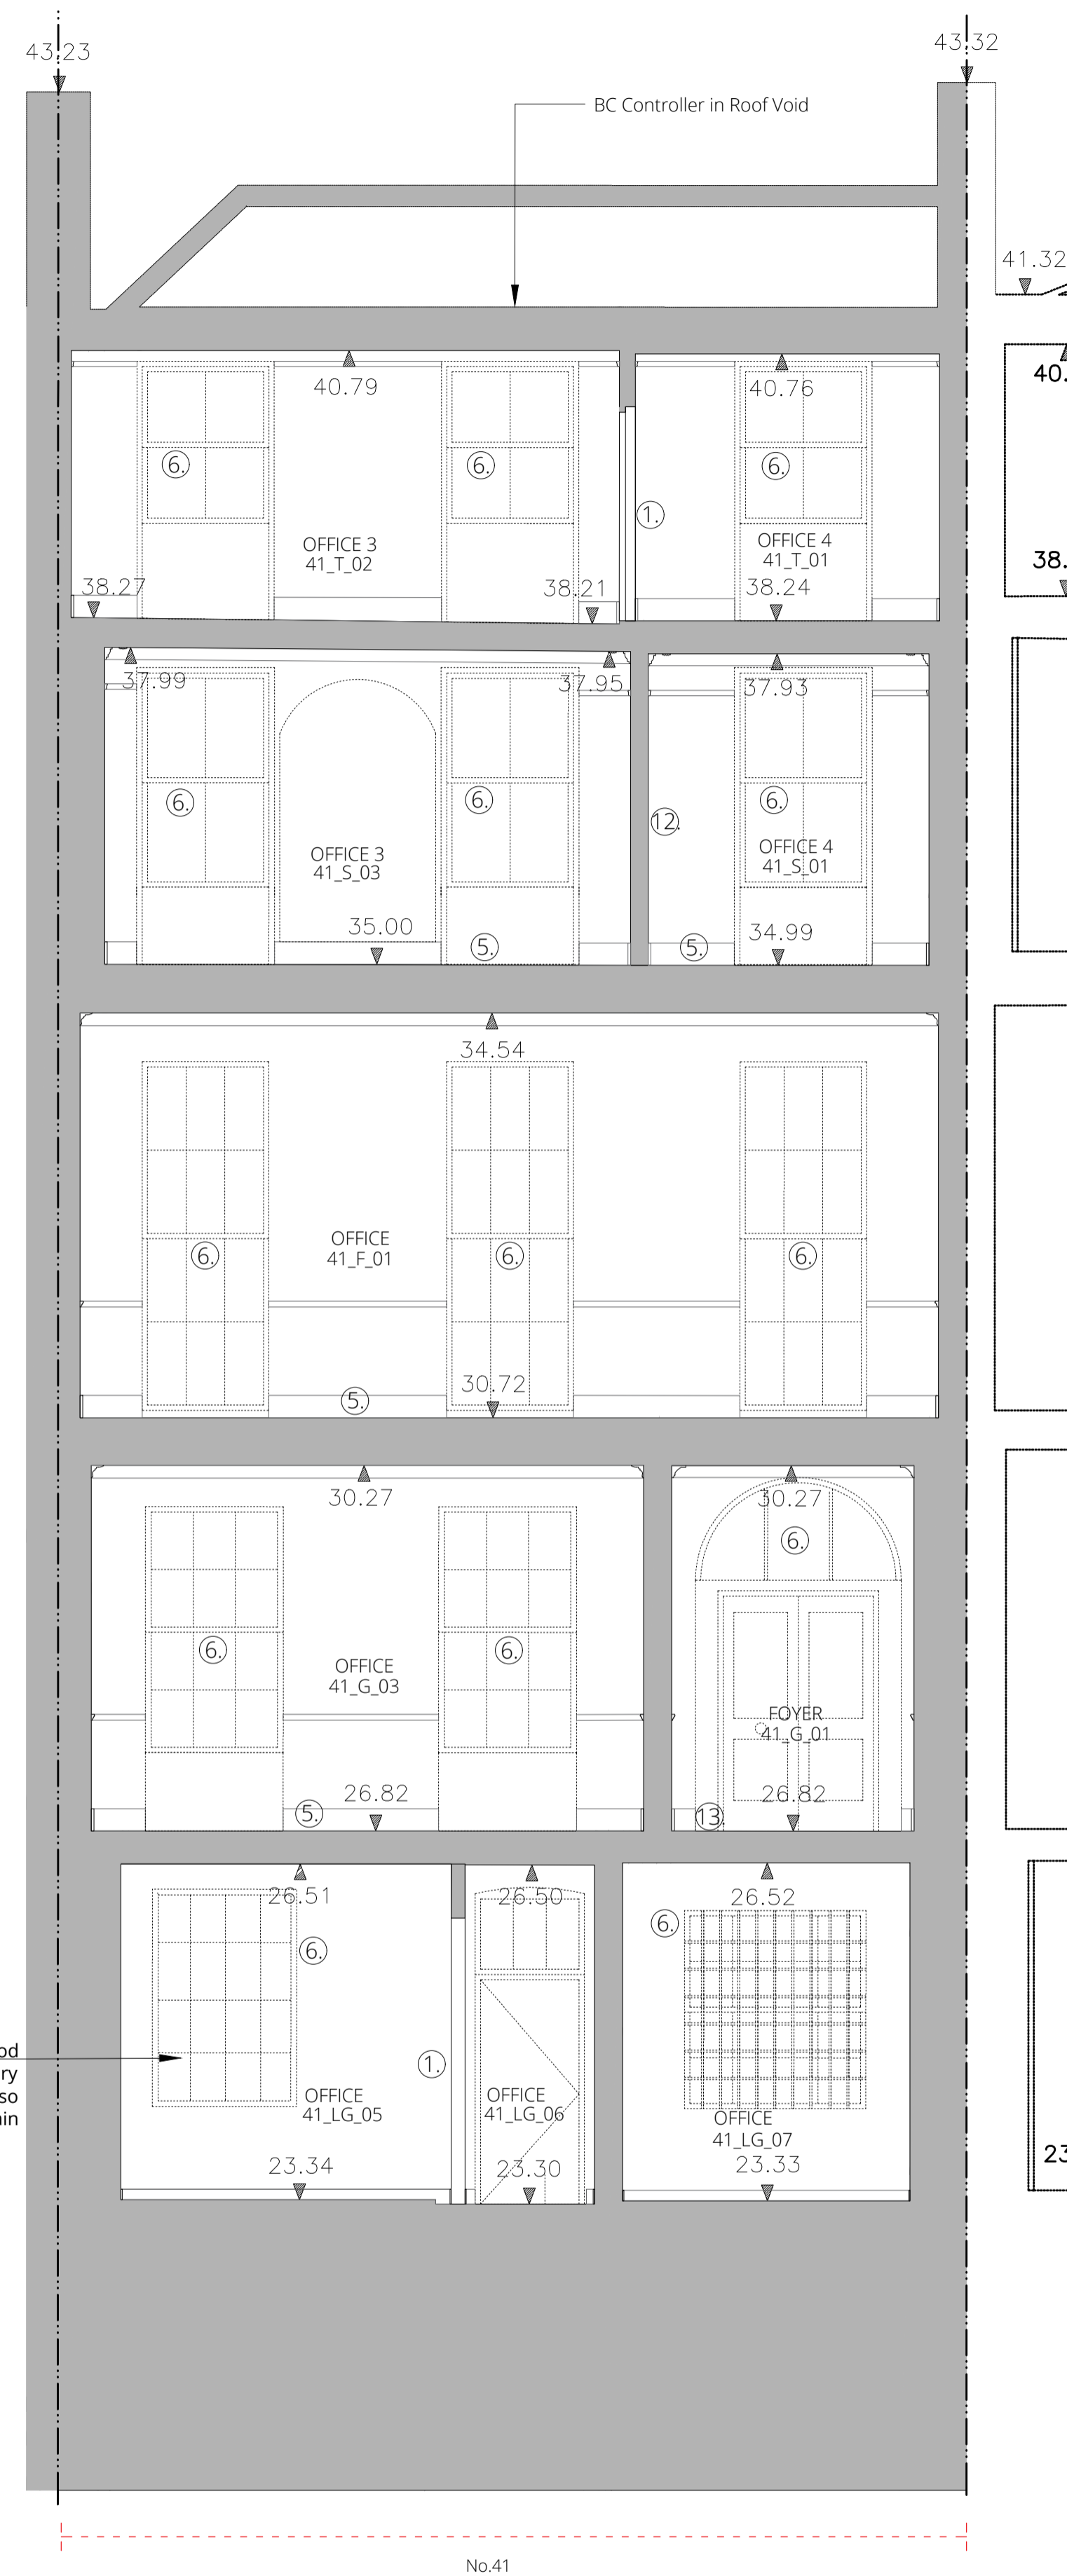 43.23
43.32
BC Controller in Roof Void
41.32
40.79
40.76
40.
6.
6.
6.
1.
OFFICE 3
41_T_02
OFFICE 4
41_T_01
38.27
38.21
38.24
38.
37.99
37.95
37.93
6.
6.
6.
12.
OFFICE 3
41_S_03
OFFICE 4
41_S_01
35.00
34.99
5.
5.
34.54
OFFICE
41_F_01
6.
6.
6.
30.72
5.
30.27
30.27
6.
6.
6.
OFFICE
41_G_03
FOYER
41_G_01
26.82
26.82
5.
13.
26.51
26.50
26.52
6.
6.
od
ry
so
in
1.
OFFICE
41_LG_05
OFFICE
41_LG_06
OFFICE
41_LG_07
23.34
23.30
23.33
23
No.41